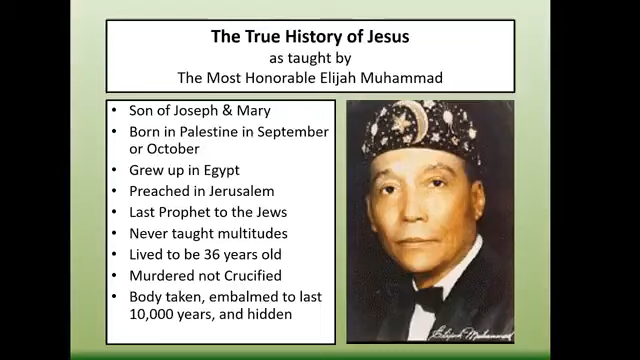 The True History of Jesus
as taught by
The Most Honorable Elijah Muhammad
• Son of Joseph & Mary
• Born in Palestine in September
or October
• Grew up in Egypt
• Preached in Jerusalem
• Last Prophet to the Jews
• Never taught multitudes
• Lived to be 36 years old
• Murdered not Crucified
• Body taken, embalmed to last
10,000 years, and hidden
Elijah Muhammad